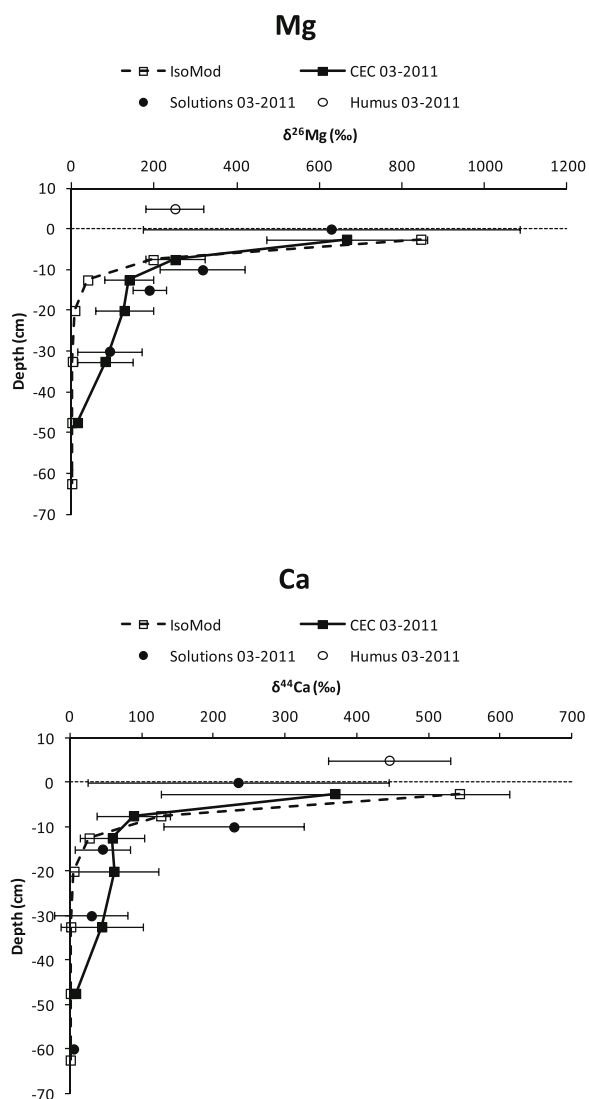 Mg
IsoMod CEC 03-2011
Solutions 03-2011 Humus 03-2011
δ26Mg (‰)
0 200 400 600 800 1000 1200
10
0
-10
-20
-30
-40
-50
-60
-70
Depth (cm)
Ca
IsoMod CEC 03-2011
Solutions 03-2011 Humus 03-2011
δ44Ca (‰)
0 100 200 300 400 500 600 700
10
0
-10
-20
-30
-40
-50
-60
-70
Depth (cm)